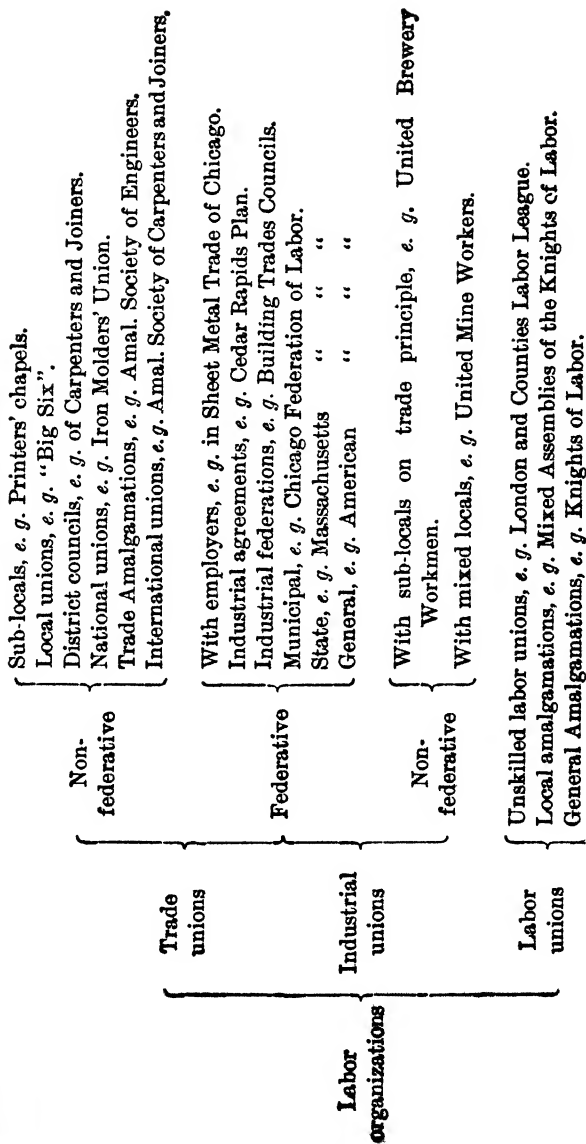 Labor
organizations
Trade
unions
Non-
federative
Sub-locals, e. g. Printers' chapels.
Local unions, e. g. “Big Six”.
District councils, e. g. of Carpenters and Joiners.
National unions, e. g. Iron Molders' Union.
Trade Amalgamations, e. g. Amal. Society of Engineers.
International unions, e. g. Amal. Society of Carpenters and Joiners.
Federative
With employers, e. g. in Sheet Metal Trade of Chicago.
Industrial agreements, e. g. Cedar Rapids Plan.
Industrial federations, e. g. Building Trades Councils.
Municipal, e. g. Chicago Federation of Labor.
State, e. g. Massachusetts “ “ “
General, e. g. American “ “ “
Industrial
unions
Non-
federative
With sub-locals on trade principle, e. g. United Brewery
Workmen.
With mixed locals, e. g. United Mine Workers.
Labor
unions
Unskilled labor unions, e. g. London and Counties Labor League.
Local amalgamations, e. g. Mixed Assemblies of the Knights of Labor.
General Amalgamations, e. g. Knights of Labor.